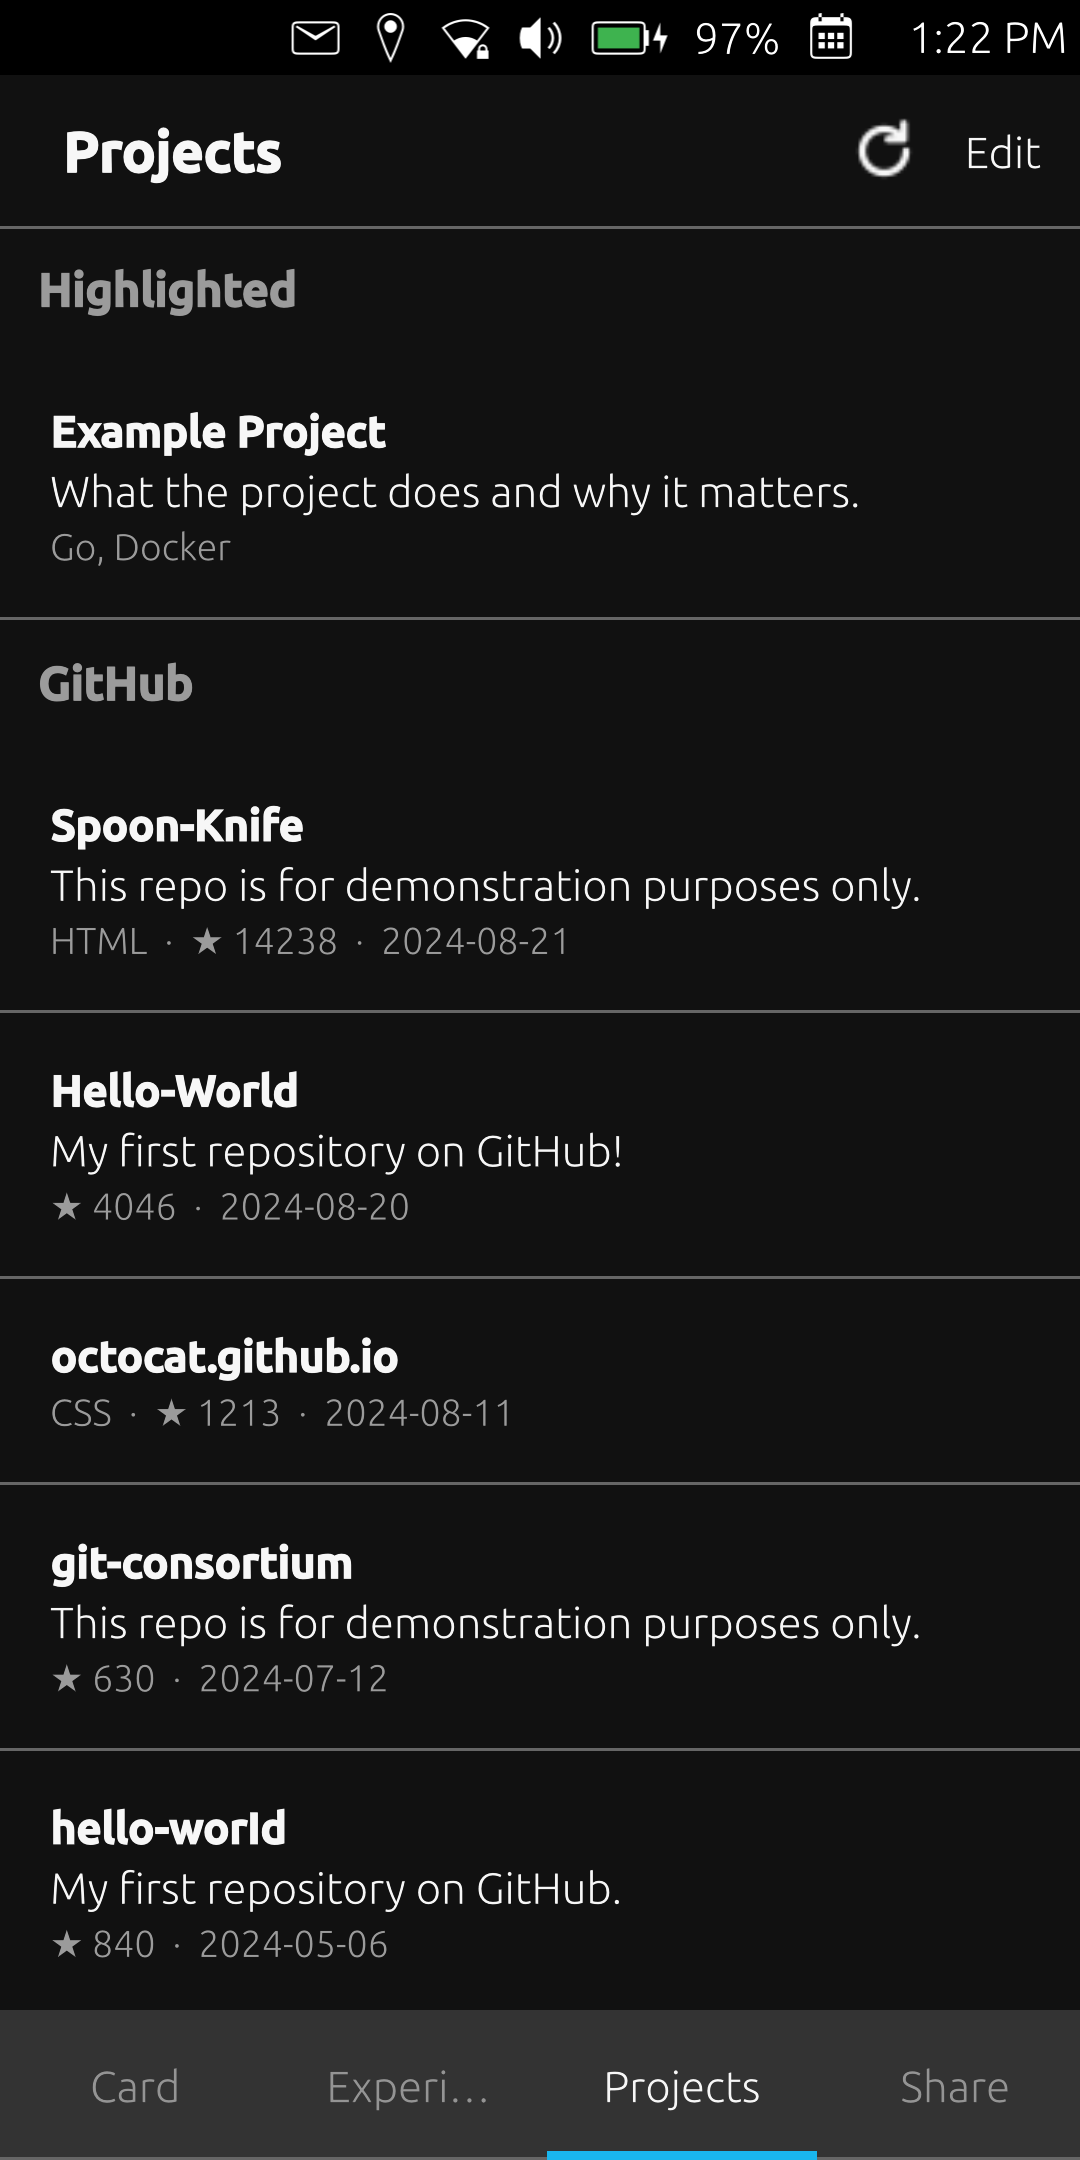 97%
1:22 PM
Projects
Edit
Highlighted
Example Project
What the project does and why it matters.
Go, Docker
GitHub
Spoon-Knife
This repo is for demonstration purposes only.
HTML · ★ 14238 · 2024-08-21
Hello-World
My first repository on GitHub!
★ 4046 · 2024-08-20
octocat.github.io
CSS · ★ 1213 · 2024-08-11
git-consortium
This repo is for demonstration purposes only.
★ 630 · 2024-07-12
hello-worId
My first repository on GitHub.
★ 840 · 2024-05-06
Card
Experi...
Projects
Share